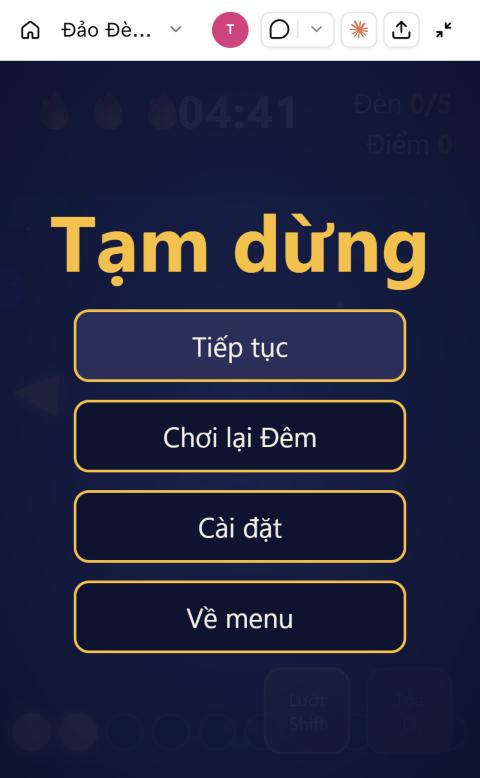 Đảo Đè...
T
04:41
Đèn 0/5
Điểm 0
Tạm dừng
Tiếp tục
Chơi lại Đêm
Cài đặt
Về menu
Lướt
Shift